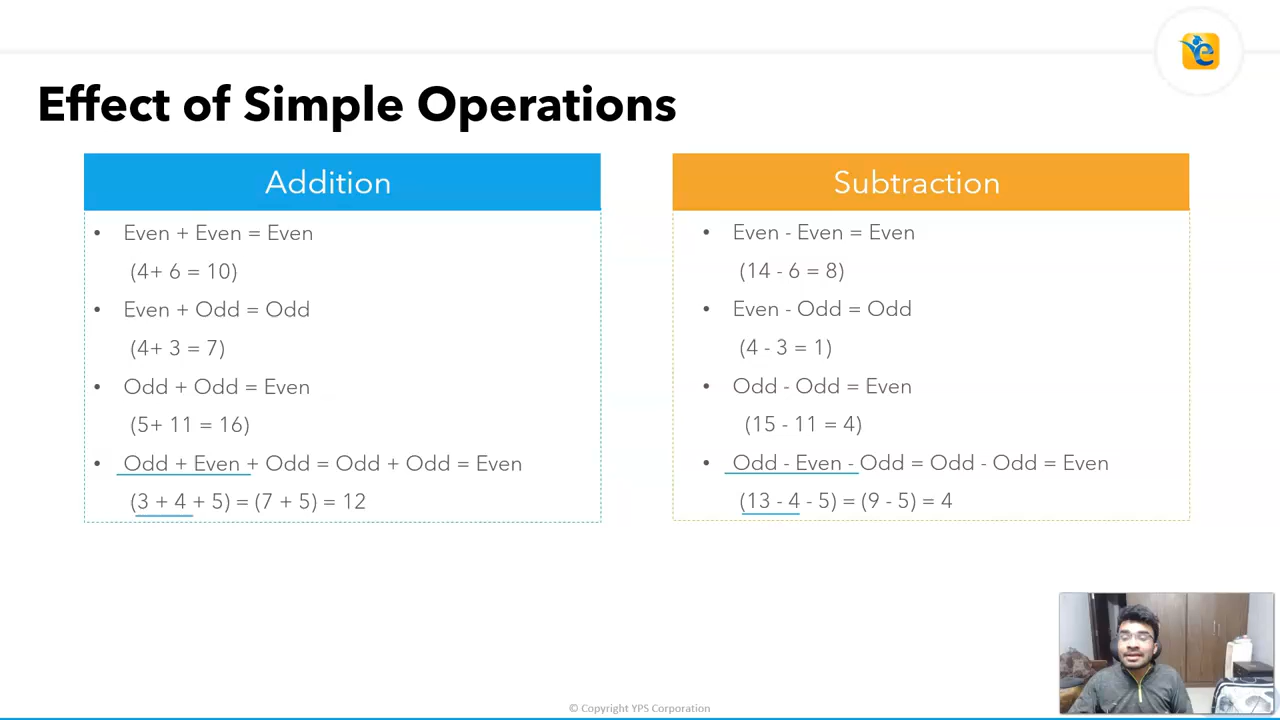 Effect of Simple Operations
Addition
• Even + Even = Even
(4+ 6 = 10)
• Even + Odd = Odd
(4+ 3 = 7)
• Odd + Odd = Even
(5+ 11 = 16)
• Odd + Even + Odd = Odd + Odd = Even
(3 + 4 + 5) = (7 + 5) = 12
Subtraction
• Even - Even = Even
(14 - 6 = 8)
• Even - Odd = Odd
(4 - 3 = 1)
• Odd - Odd = Even
(15 - 11 = 4)
• Odd - Even - Odd = Odd - Odd = Even
(13 - 4 - 5) = (9 - 5) = 4
© Copyright YPS Corporation
e